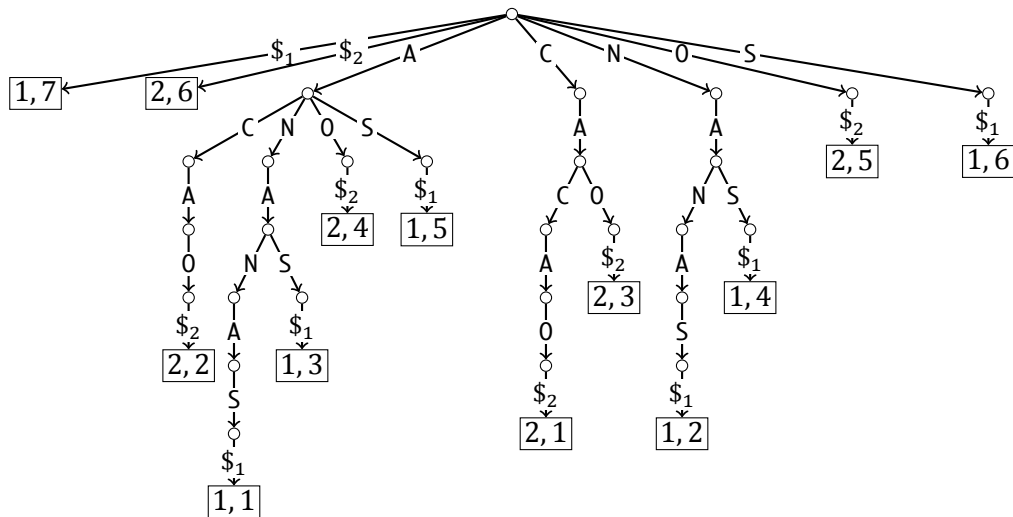 $₁ $₂ A C N O S
1, 7 2, 6
C N O S A A $₂ $₁
2, 5 1, 6
A A $₂ $₁ C O N S
2, 4 1, 5
O N S A $₂ A $₁
2, 3 1, 4
$₂ A $₁ O S
2, 2 1, 3
S $₂ $₁
2, 1 1, 2
$₁
1, 1